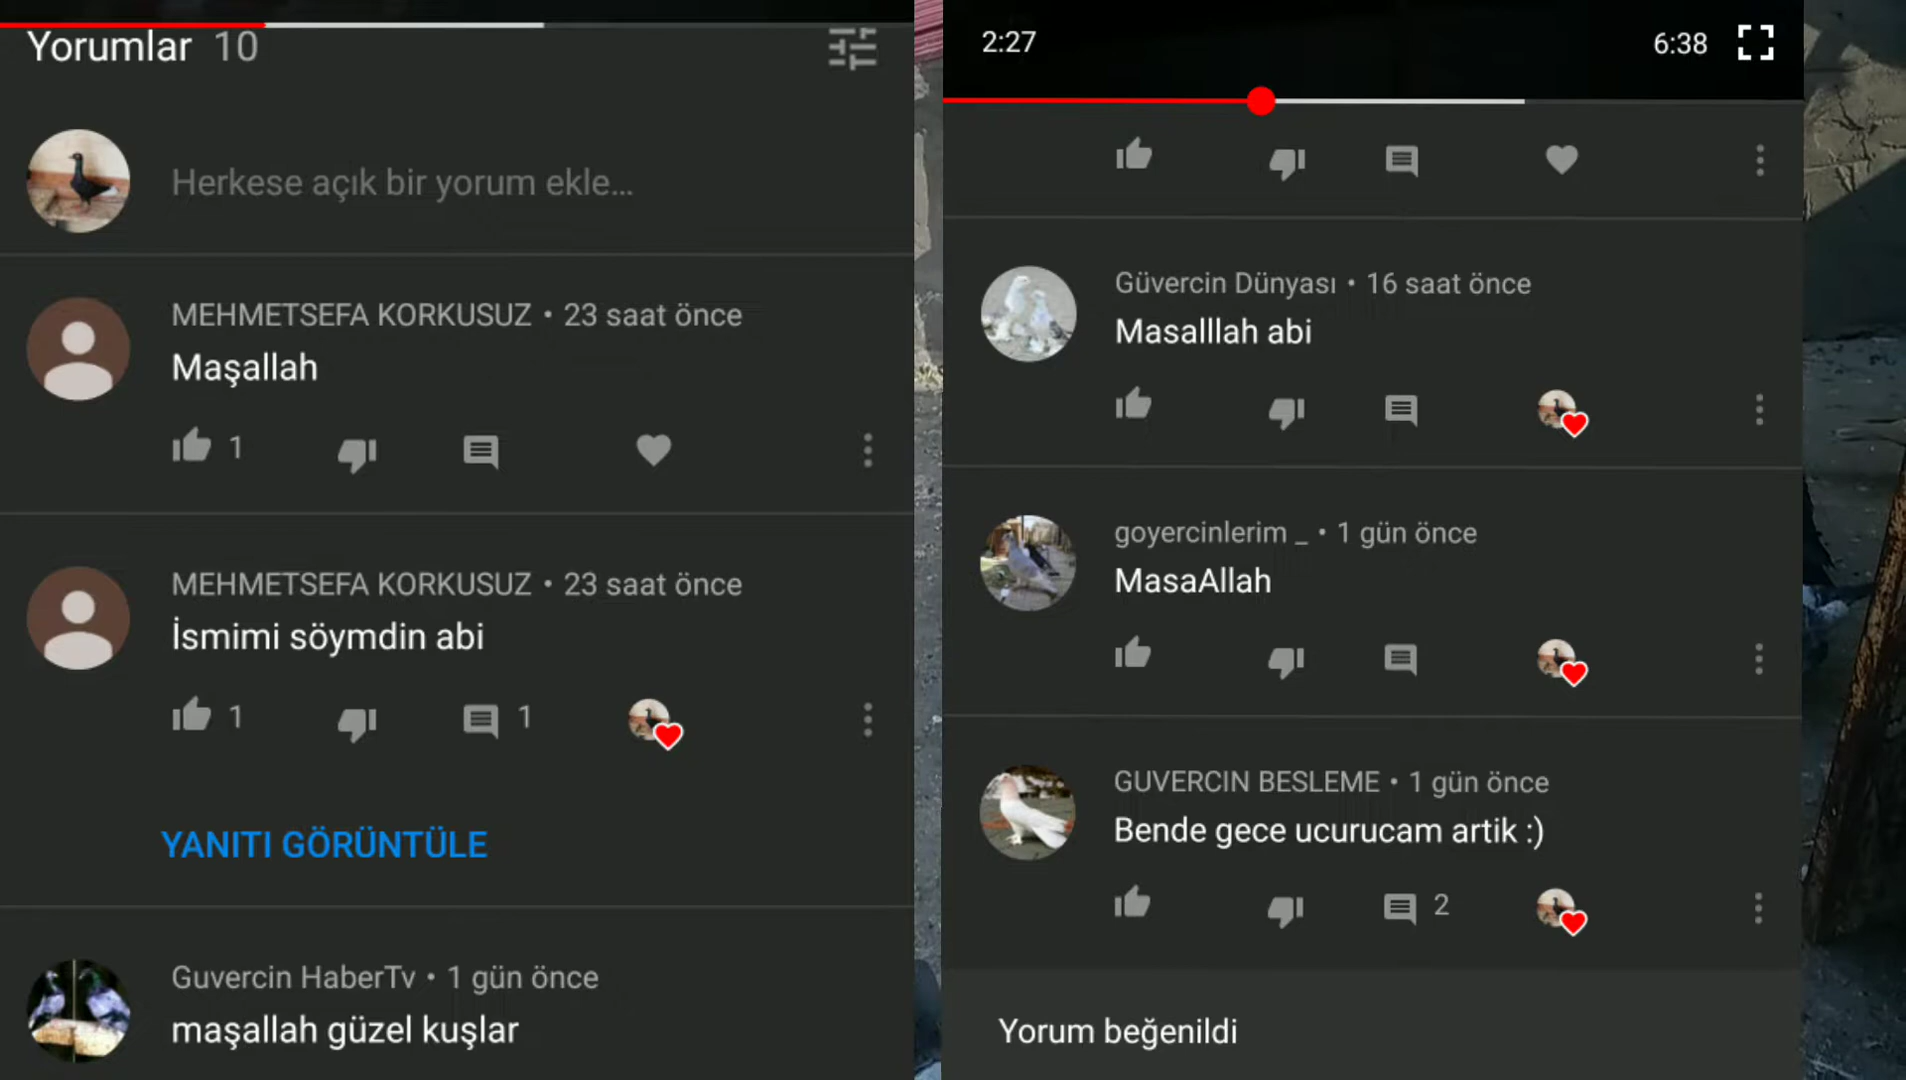 Yorumlar 10
Herkese açık bir yorum ekle...
MEHMETSEFA KORKUSUZ • 23 saat önce
Maşallah
1
MEHMETSEFA KORKUSUZ • 23 saat önce
İsmimi söymdin abi
1 1
YANITI GÖRÜNTÜLE
Guvercin HaberTv • 1 gün önce
maşallah güzel kuşlar
2:27 6:38
Güvercin Dünyası • 16 saat önce
Masalllah abi
goyercinlerim _ • 1 gün önce
MasaAllah
GUVERCIN BESLEME • 1 gün önce
Bende gece ucurucam artik :)
2
Yorum beğenildi